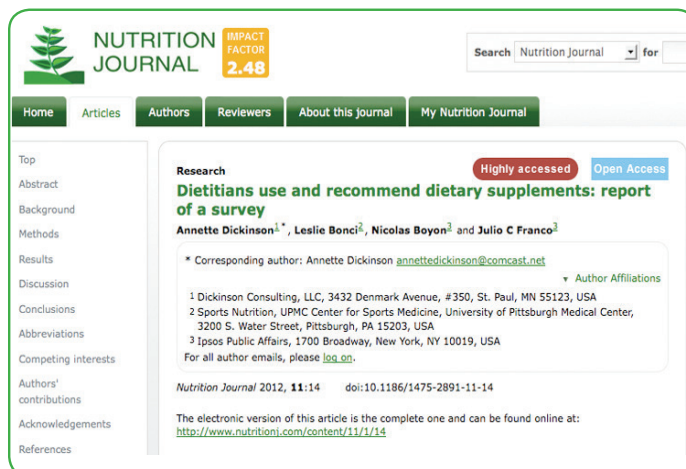 NUTRITION
JOURNAL
IMPACT
FACTOR
2.48
Search Nutrition Journal for
Home Articles Authors Reviewers About this journal My Nutrition Journal
Top
Abstract
Background
Methods
Results
Discussion
Conclusions
Abbreviations
Competing interests
Authors'
contributions
Acknowledgements
References
Research
Highly accessed Open Access
Dietitians use and recommend dietary supplements: report
of a survey
Annette Dickinson1*, Leslie Bonci2, Nicolas Boyon3 and Julio C Franco3
* Corresponding author: Annette Dickinson annettedickinson@comcast.net
Author Affiliations
1 Dickinson Consulting, LLC, 3432 Denmark Avenue, #350, St. Paul, MN 55123, USA
2 Sports Nutrition, UPMC Center for Sports Medicine, University of Pittsburgh Medical Center,
3200 S. Water Street, Pittsburgh, PA 15203, USA
3 Ipsos Public Affairs, 1700 Broadway, New York, NY 10019, USA
For all author emails, please log on.
Nutrition Journal 2012, 11:14 doi:10.1186/1475-2891-11-14
The electronic version of this article is the complete one and can be found online at:
http://www.nutritionj.com/content/11/1/14